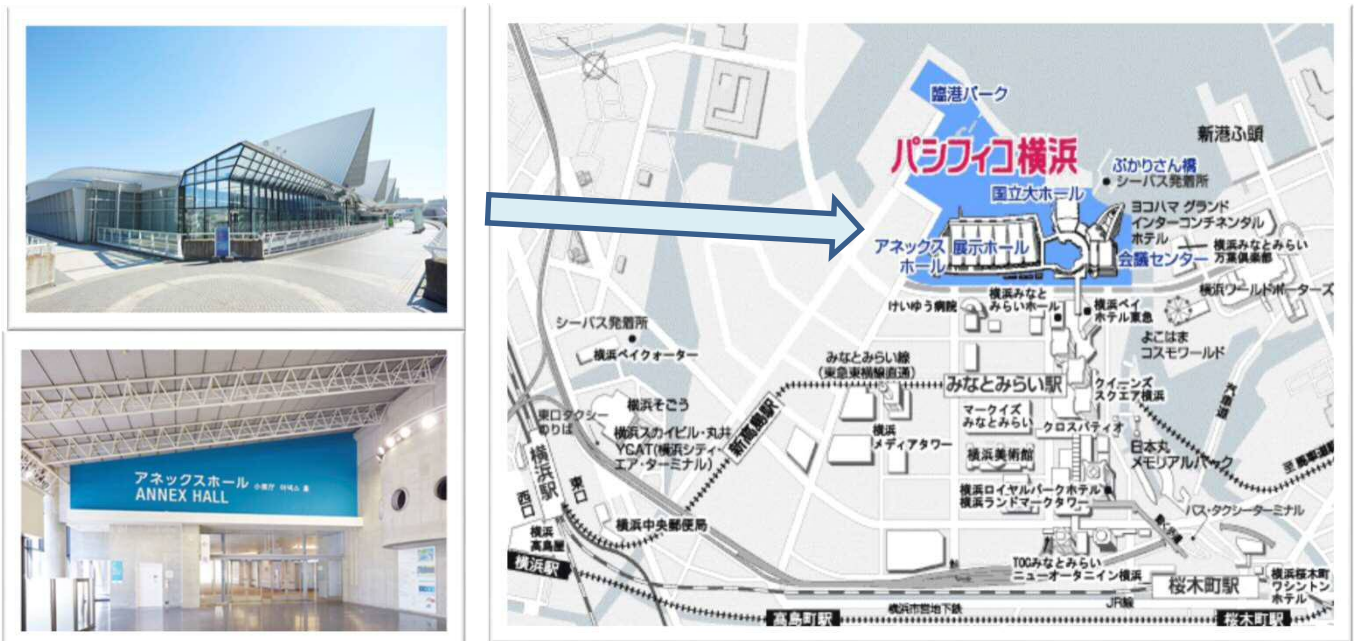 アネックスホール 小展厅 아넥스 홀
ANNEX HALL
臨港パーク
パシフィコ横浜
新港ふ頭
ぷかりさん橋
シーバス発着所
国立大ホール
ヨコハマ グランド
インターコンチネンタル
ホテル
アネックス
ホール
展示ホール
会議センター
横浜みなとみらい
万葉倶楽部
けいゆう病院
横浜みなと
みらいホール
横浜ベイ
ホテル東急
横浜ワールドポーターズ
よこはま
コスモワールド
シーバス発着所
横浜ベイクォーター
みなとみらい線
(東急東横線直通)
みなとみらい駅
クイーンズ
スクエア横浜
汽車道
東口タクシー
のりば
横浜そごう
横浜スカイビル・丸井
YCAT(横浜シティ・
エア・ターミナル)
新高島駅
横浜
メディアタワー
マークイズ
みなとみらい
クロスパティオ
日本丸
メモリアルパーク
至馬車道駅
横浜美術館
横浜駅
東口
西口
横浜ロイヤルパークホテル
横浜ランドマークタワー
動く歩道
バス・タクシーターミナル
横浜中央郵便局
横浜
高島屋
横浜駅
TOCみなとみらい
ニューオータニイン横浜
桜木町駅
横浜桜木町
ワシントン
ホテル
JR線
横浜市営地下鉄
高島町駅
桜木町駅